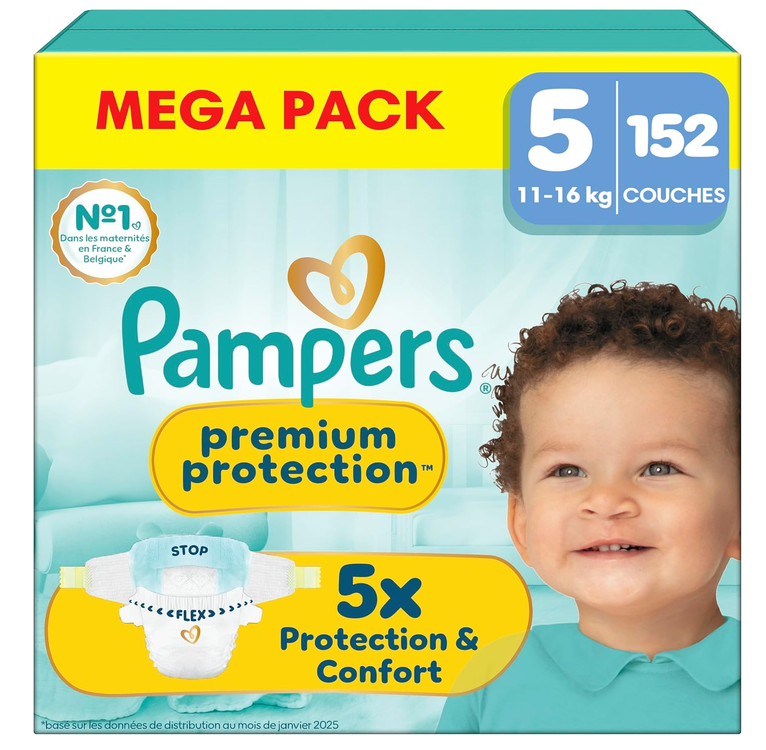 MEGA PACK
5
11-16 kg
152
COUCHES
Nº1
Dans les maternités
en France &
Belgique*
Pampers®
premium
protection™
STOP
FLEX
5x
Protection &
Confort
*basé sur les données de distribution au mois de janvier 2025